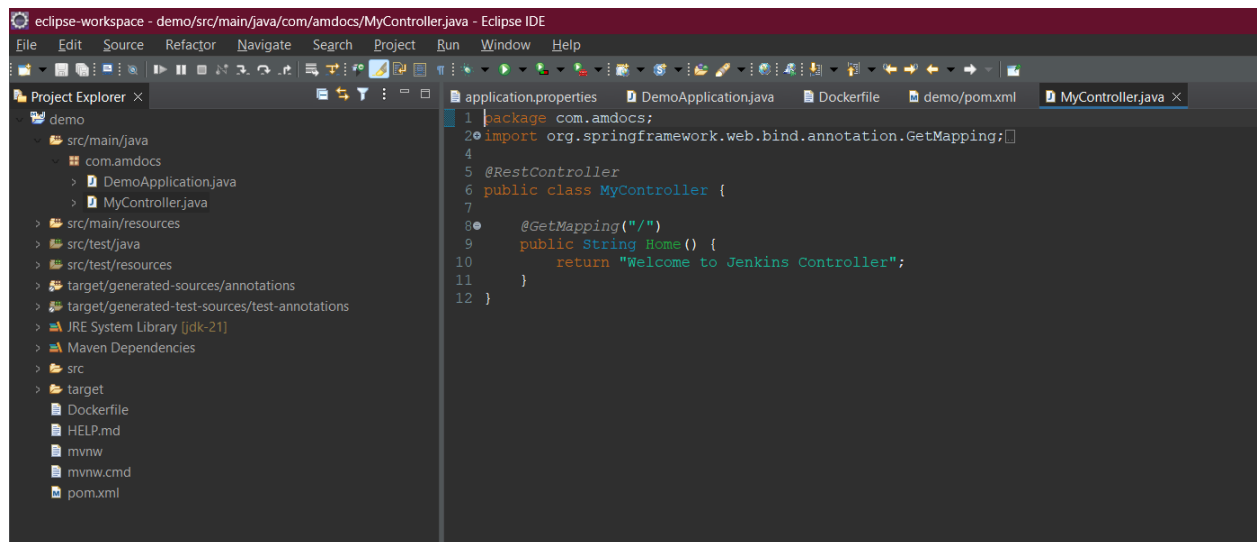 eclipse-workspace - demo/src/main/java/com/amdocs/MyController.java - Eclipse IDE
File Edit Source Refactor Navigate Search Project Run Window Help
Project Explorer
demo
src/main/java
com.amdocs
DemoApplication.java
MyController.java
src/main/resources
src/test/java
src/test/resources
target/generated-sources/annotations
target/generated-test-sources/test-annotations
JRE System Library [jdk-21]
Maven Dependencies
src
target
Dockerfile
HELP.md
mvnw
mvnw.cmd
pom.xml
application.properties DemoApplication.java Dockerfile demo/pom.xml MyController.java
1 package com.amdocs;
2 import org.springframework.web.bind.annotation.GetMapping;
4
5 @RestController
6 public class MyController {
7
8 @GetMapping("/")
9 public String Home() {
10 return "Welcome to Jenkins Controller";
11 }
12 }